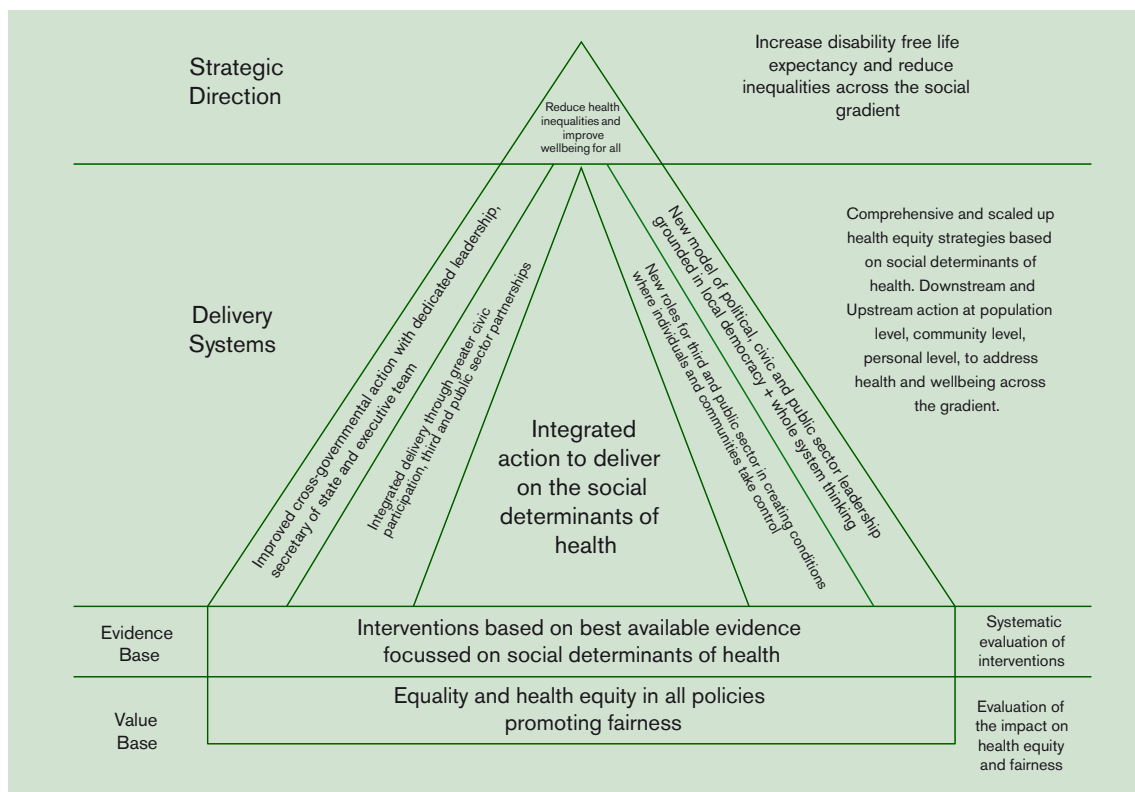 Strategic
Direction
Reduce health
inequalities and
improve
wellbeing for all
Increase disability free life
expectancy and reduce
inequalities across the social
gradient
Delivery
Systems
Improved cross-governmental action with dedicated leadership,
secretary of state and executive team
Integrated delivery through greater civic
participation, third and public sector partnerships
Integrated
action to deliver
on the social
determinants of
health
New roles for third and public sector in creating conditions
where individuals and communities take control
New model of political, civic and public sector leadership
grounded in local democracy + whole system thinking
Comprehensive and scaled up
health equity strategies based
on social determinants of
health. Downstream and
Upstream action at population
level, community level,
personal level, to address
health and wellbeing across
the gradient.
Evidence
Base
Interventions based on best available evidence
focussed on social determinants of health
Systematic
evaluation of
interventions
Value
Base
Equality and health equity in all policies
promoting fairness
Evaluation of
the impact on
health equity
and fairness